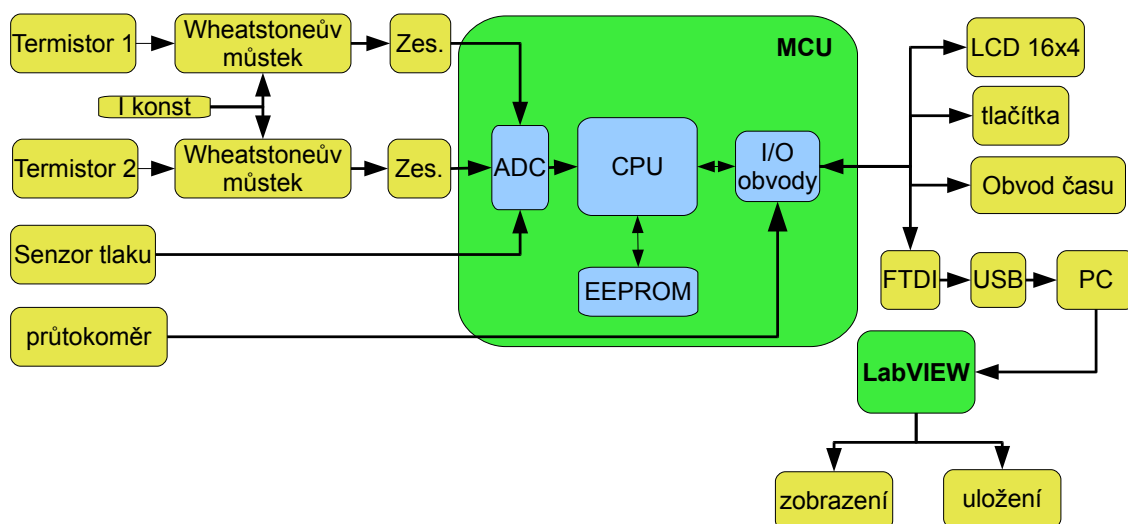 Termistor 1
Wheatstoneův
můstek
Zes.
MCU
LCD 16x4
I konst
tlačítka
Termistor 2
Wheatstoneův
můstek
Zes.
ADC
CPU
I/O
obvody
Obvod času
Senzor tlaku
FTDI
USB
PC
EEPROM
průtokoměr
LabVIEW
zobrazení
uložení